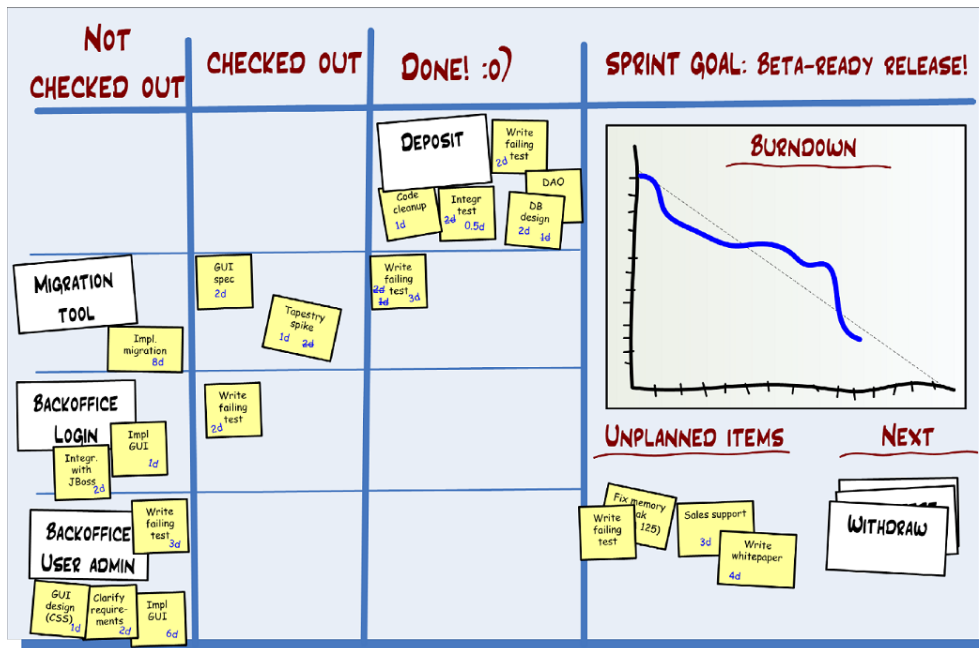 NOT
CHECKED OUT
CHECKED OUT
DONE! :o)
SPRINT GOAL: BETA-READY RELEASE!
DEPOSIT
Write
failing
test
2d
DAO
Code
cleanup
1d
Integr
test
2d
0.5d
DB
design
2d
1d
BURNDOWN
MIGRATION
TOOL
Impl.
migration
8d
GUI
spec
2d
Tapestry
spike
1d
2d
Write
failing
test
2d
1d
3d
BACKOFFICE
LOGIN
Impl
GUI
1d
Integr.
with
JBoss
2d
Write
failing
test
2d
BACKOFFICE
USER ADMIN
Write
failing
test
3d
GUI
design
(CSS)
1d
Clarify
require-
ments
2d
Impl
GUI
6d
UNPLANNED ITEMS
Fix memory
125)
Write
failing
test
Sales support
3d
Write
whitepaper
4d
NEXT
WITHDRAW